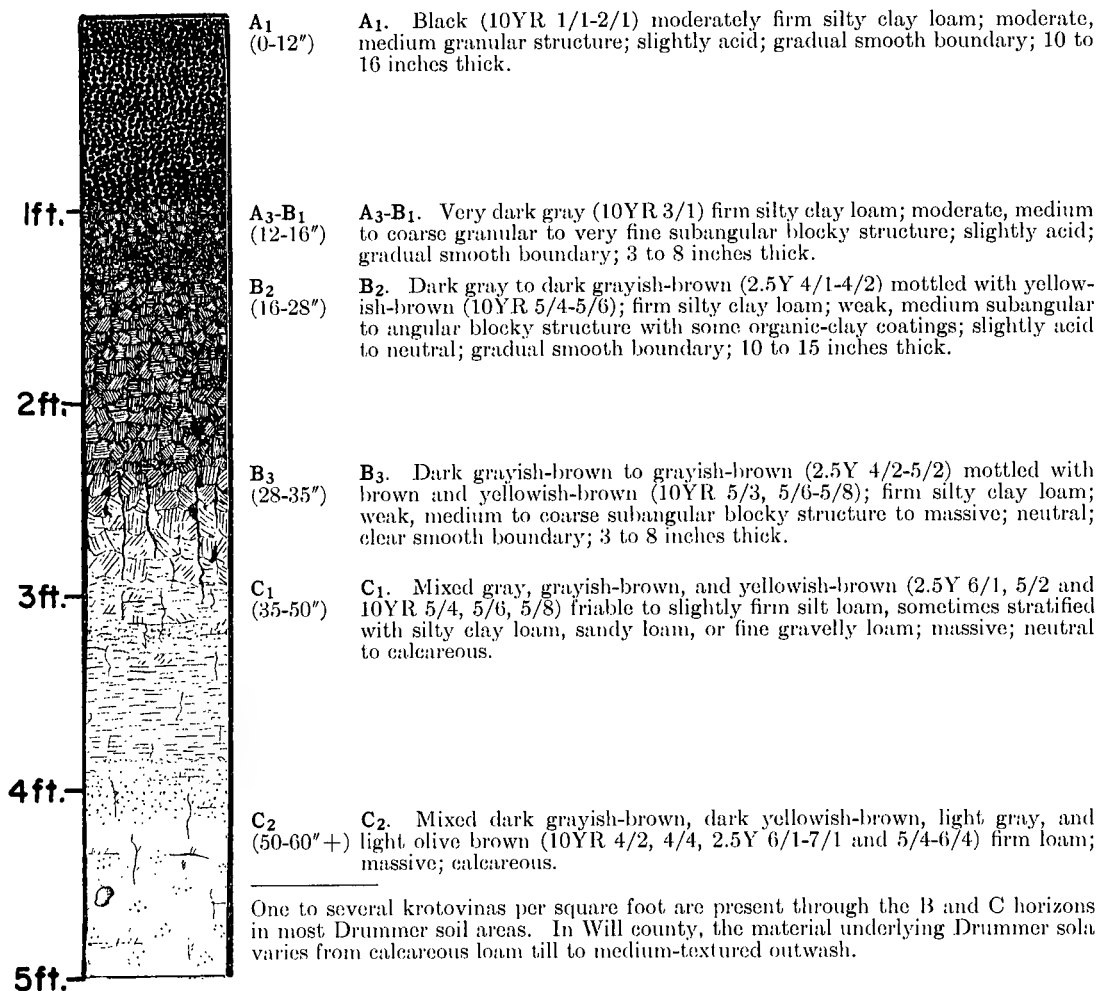 A1 A1. Black (10YR 1/1-2/1) moderately firm silty clay loam; moderate,
(0-12″) medium granular structure; slightly acid; gradual smooth boundary; 10 to
16 inches thick.
1ft.
A3-B1 A3-B1. Very dark gray (10YR 3/1) firm silty clay loam; moderate, medium
(12-16″) to coarse granular to very fine subangular blocky structure; slightly acid;
gradual smooth boundary; 3 to 8 inches thick.
B2 B2. Dark gray to dark grayish-brown (2.5Y 4/1-4/2) mottled with yellow-
(16-28″) ish-brown (10YR 5/4-5/6); firm silty clay loam; weak, medium subangular
to angular blocky structure with some organic-clay coatings; slightly acid
to neutral; gradual smooth boundary; 10 to 15 inches thick.
2ft.
B3 B3. Dark grayish-brown to grayish-brown (2.5Y 4/2-5/2) mottled with
(28-35″) brown and yellowish-brown (10YR 5/3, 5/6-5/8); firm silty clay loam;
weak, medium to coarse subangular blocky structure to massive; neutral;
clear smooth boundary; 3 to 8 inches thick.
3ft.
C1 C1. Mixed gray, grayish-brown, and yellowish-brown (2.5Y 6/1, 5/2 and
(35-50″) 10YR 5/4, 5/6, 5/8) friable to slightly firm silt loam, sometimes stratified
with silty clay loam, sandy loam, or fine gravelly loam; massive; neutral
to calcareous.
4ft.
C2 C2. Mixed dark grayish-brown, dark yellowish-brown, light gray, and
(50-60″+) light olive brown (10YR 4/2, 4/4, 2.5Y 6/1-7/1 and 5/4-6/4) firm loam;
massive; calcareous.
One to several krotovinas per square foot are present through the B and C horizons
in most Drummer soil areas. In Will county, the material underlying Drummer sola
varies from calcareous loam till to medium-textured outwash.
5ft.